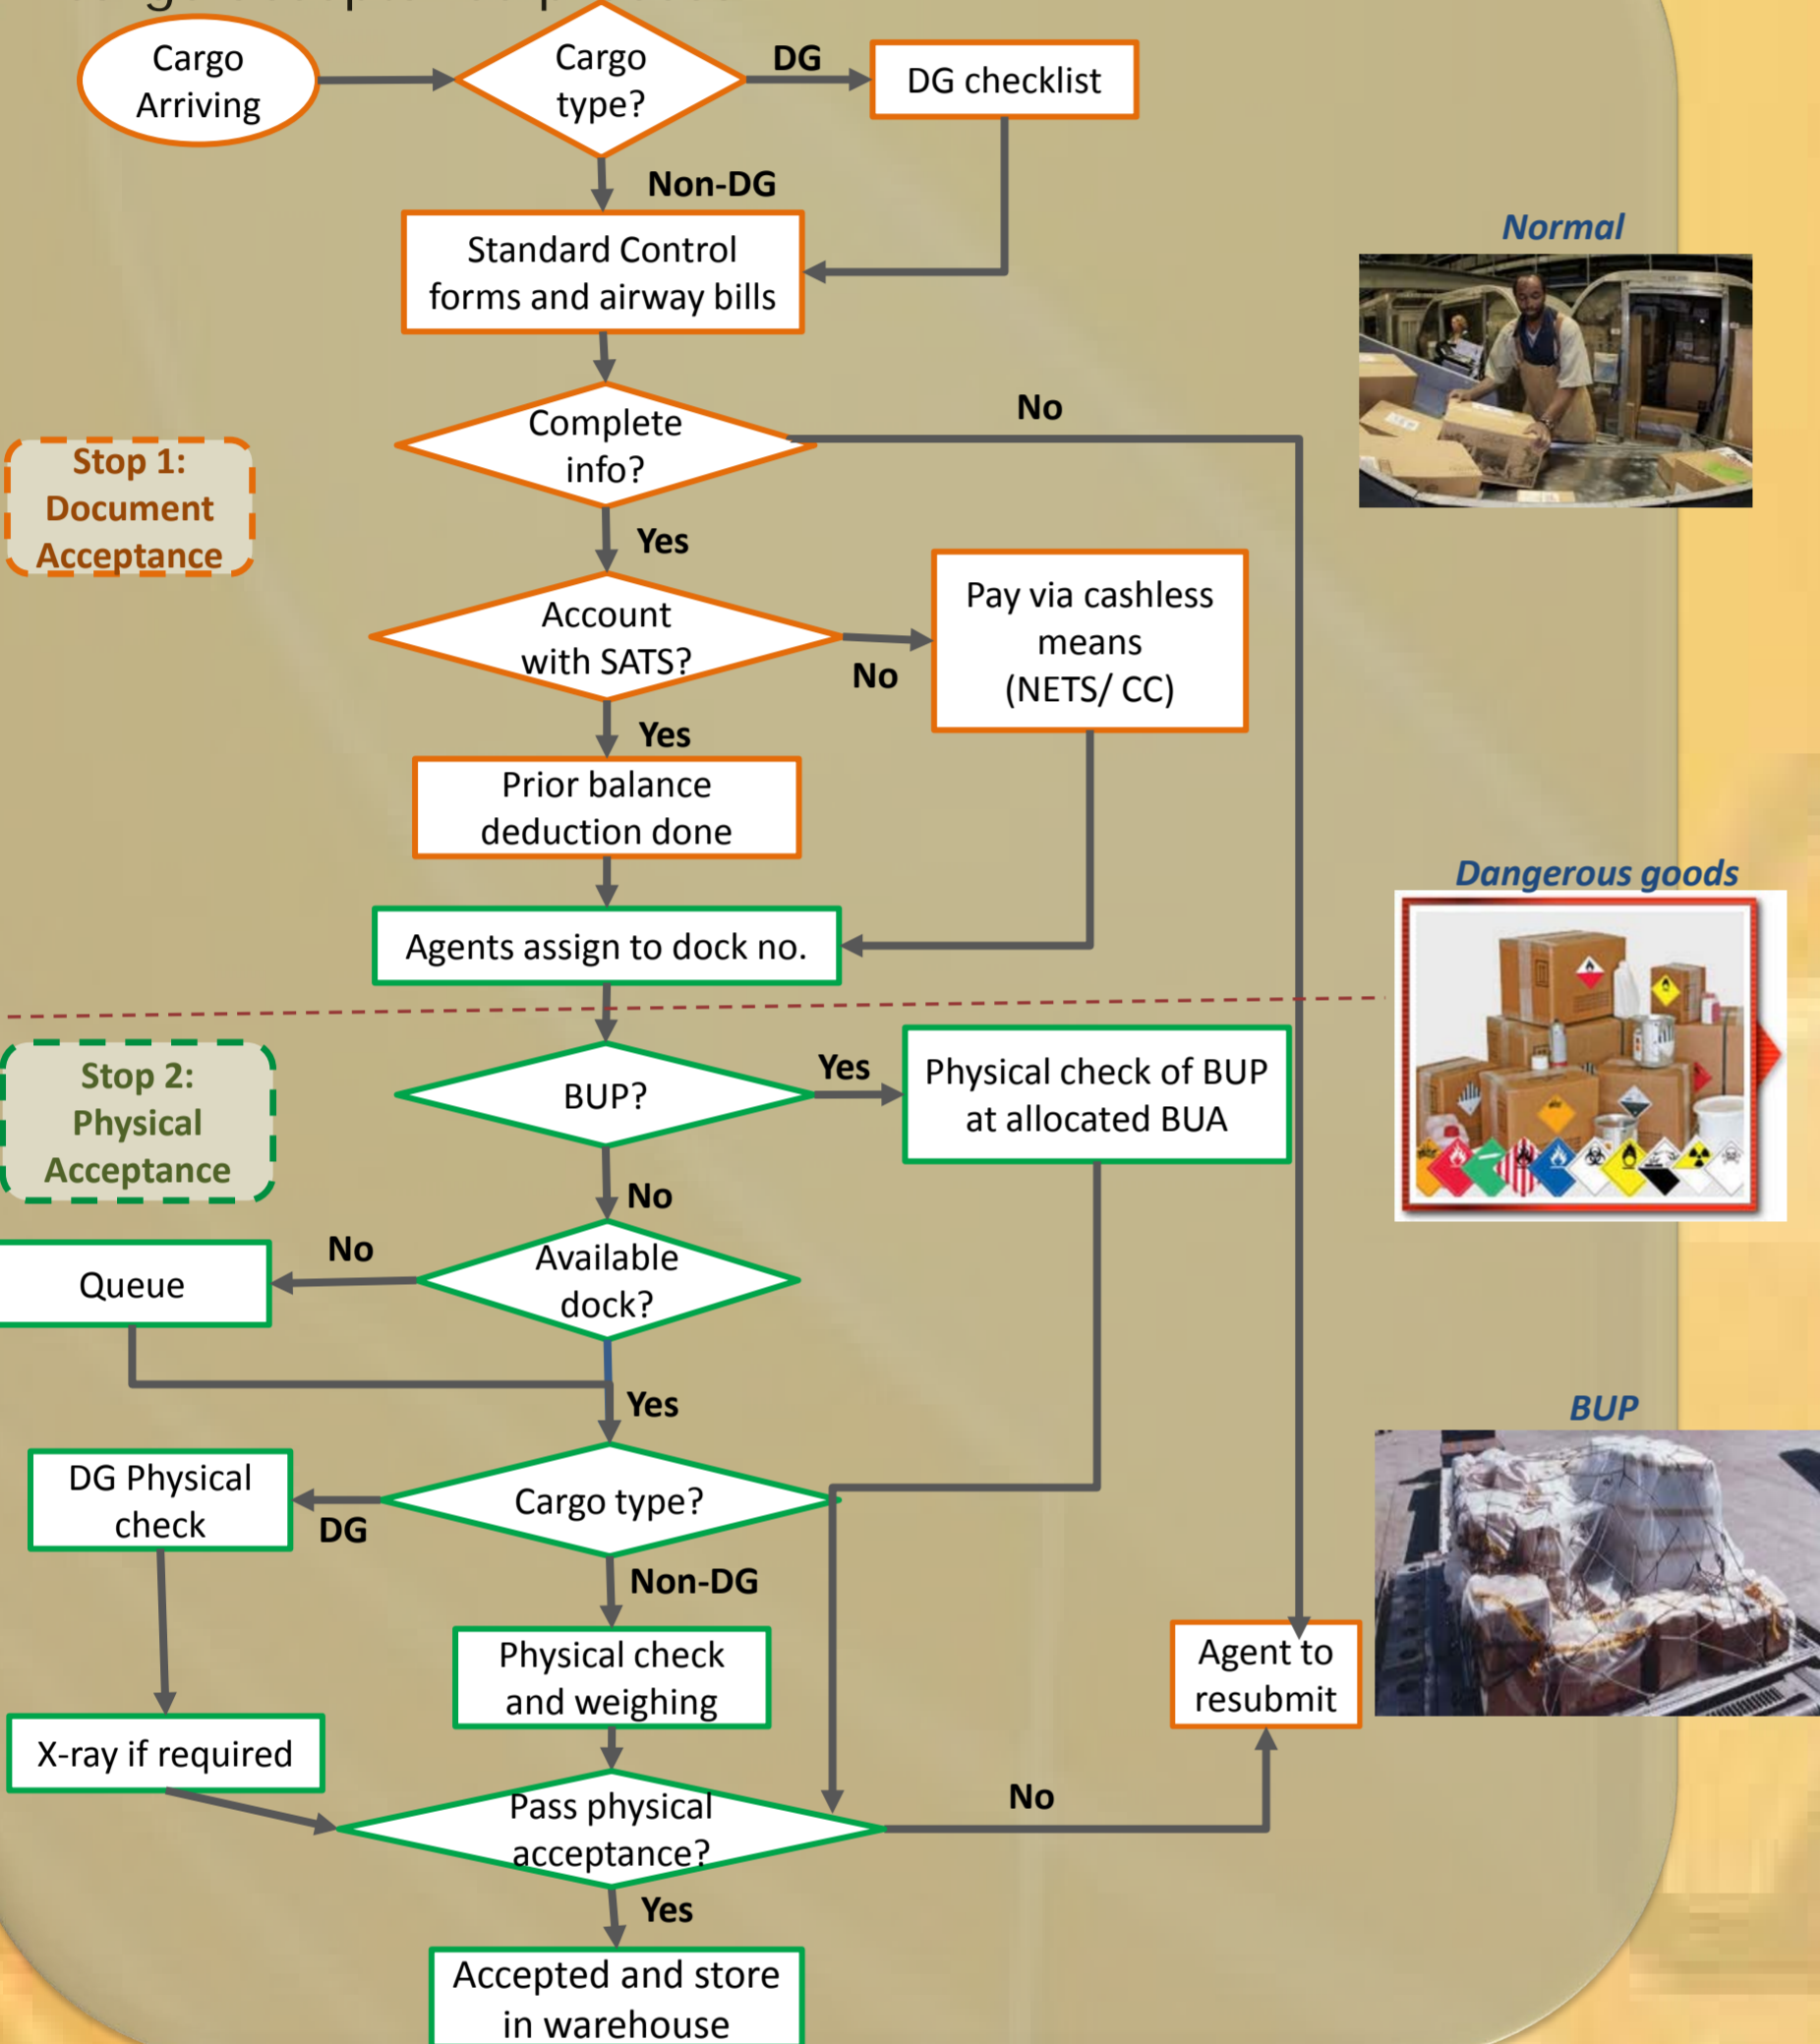 Cargo
Arriving
Cargo
type?
DG
DG checklist
Non-DG
Standard Control
forms and airway bills
Normal
Complete
info?
No
Stop 1:
Document
Acceptance
Yes
Account
with SATS?
No
Pay via cashless
means
(NETS/ CC)
Yes
Prior balance
deduction done
Dangerous goods
Agents assign to dock no.
Stop 2:
Physical
Acceptance
BUP?
Yes
Physical check of BUP
at allocated BUA
No
Available
dock?
No
Queue
Yes
BUP
Cargo type?
DG
DG Physical
check
Non-DG
Physical check
and weighing
Agent to
resubmit
X-ray if required
Pass physical
acceptance?
No
Yes
Accepted and store
in warehouse